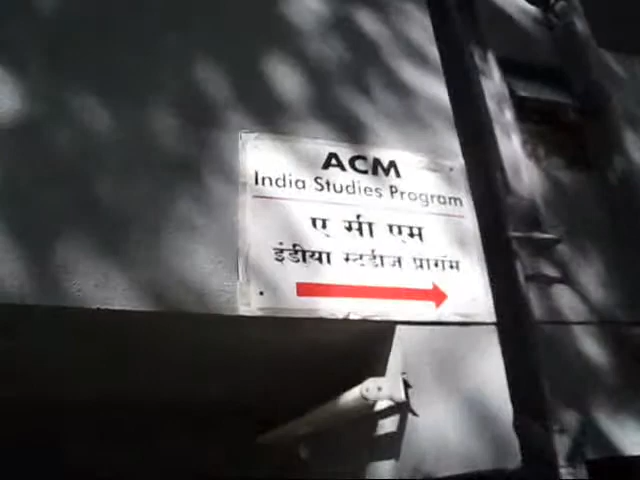 ACM
India Studies Program
ए सी एम
इंडीया स्टडीज प्रोग्रॅम